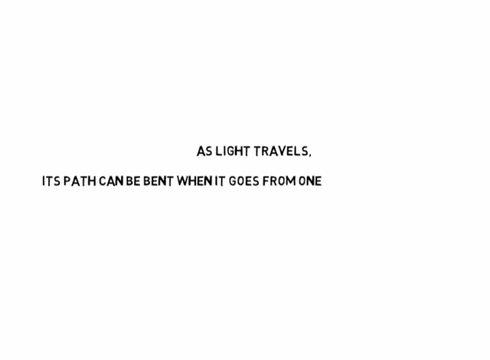 AS LIGHT TRAVELS,
ITS PATH CAN BE BENT WHEN IT GOES FROM ONE